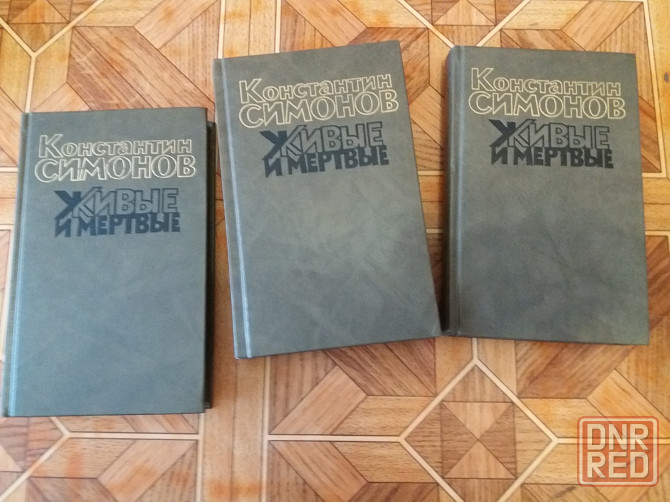 Константин
СИМОНОВ
ЖИВЫЕ
И МЕРТВЫЕ
Константин
СИМОНОВ
ЖИВЫЕ
И МЕРТВЫЕ
Константин
СИМОНОВ
ЖИВЫЕ
И МЕРТВЫЕ
DNR
RED